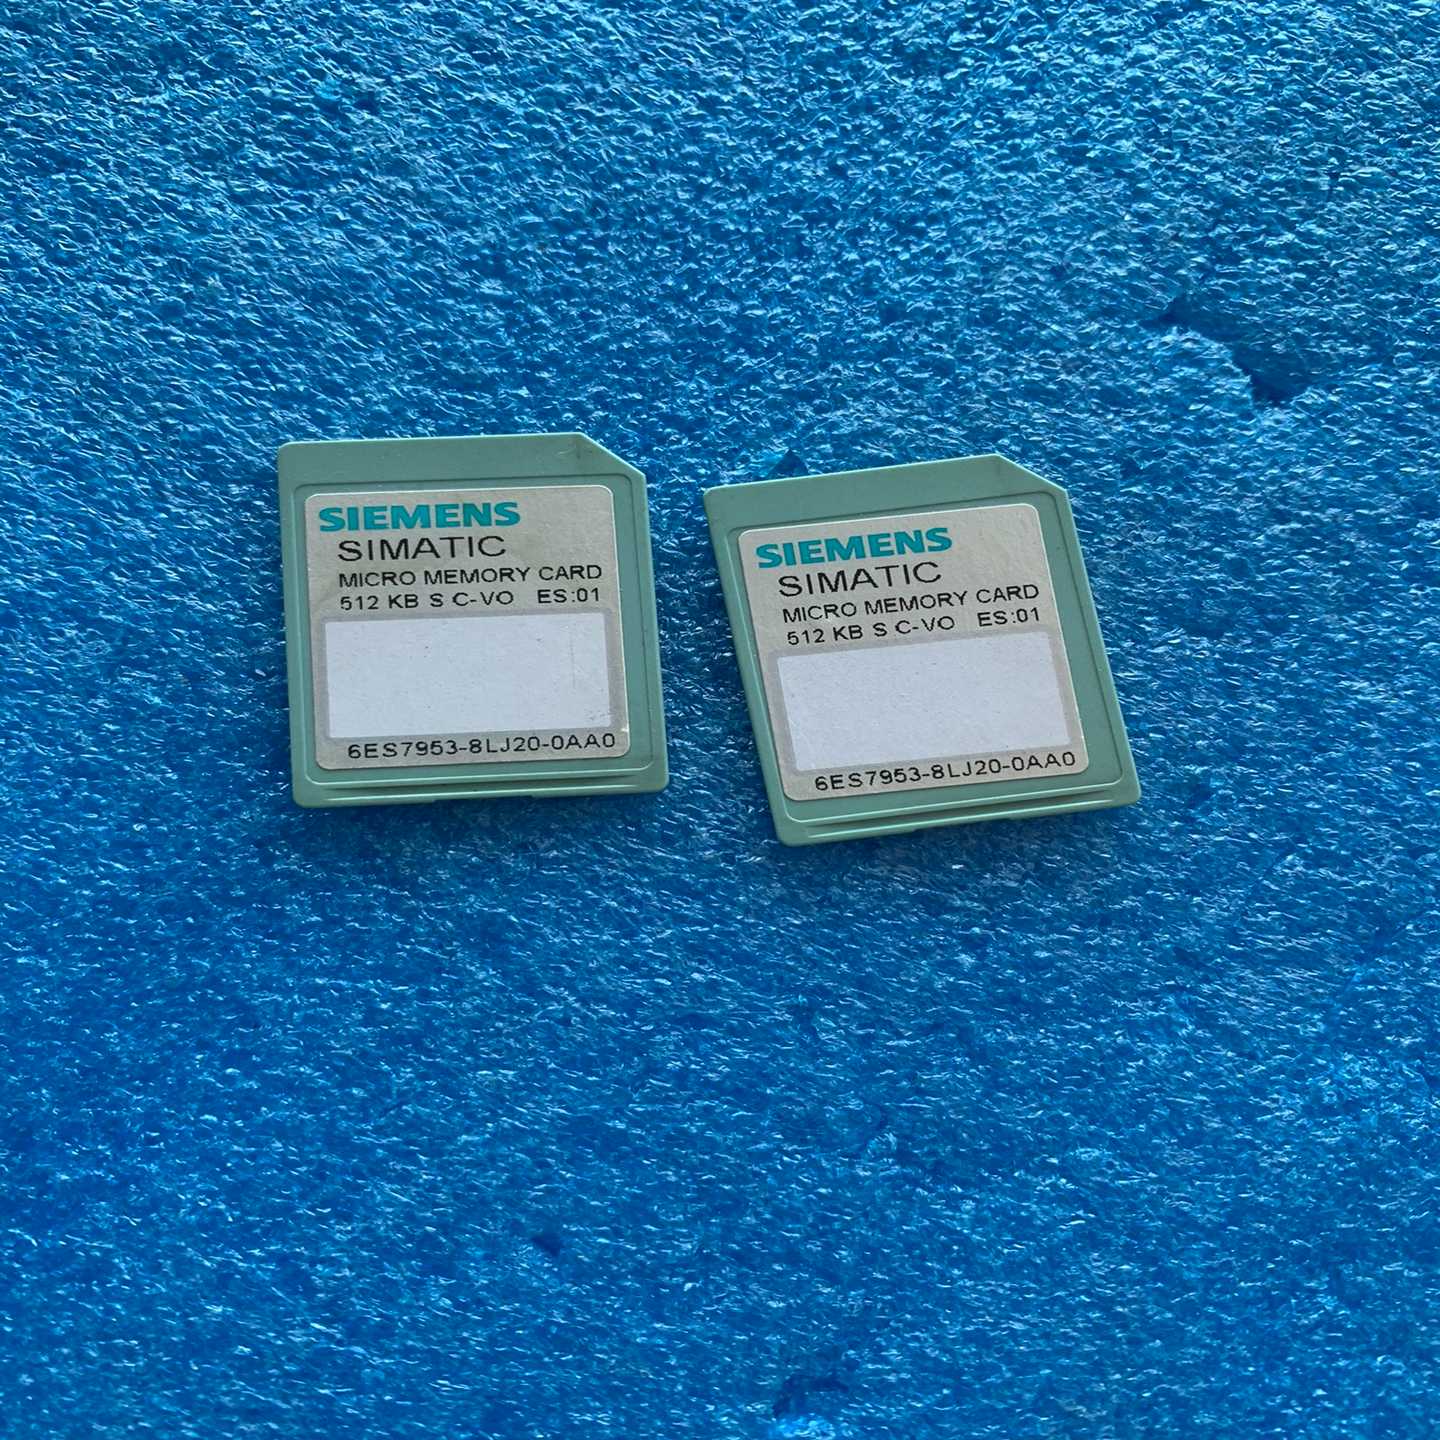 SIEMENS
SIMATIC
MICRO MEMORY CARD
512 KB S C-VO ES:01
6ES7953-8LJ20-0AA0
SIEMENS
SIMATIC
MICRO MEMORY CARD
512 KB S C-VO ES:01
6ES7953-8LJ20-0AA0